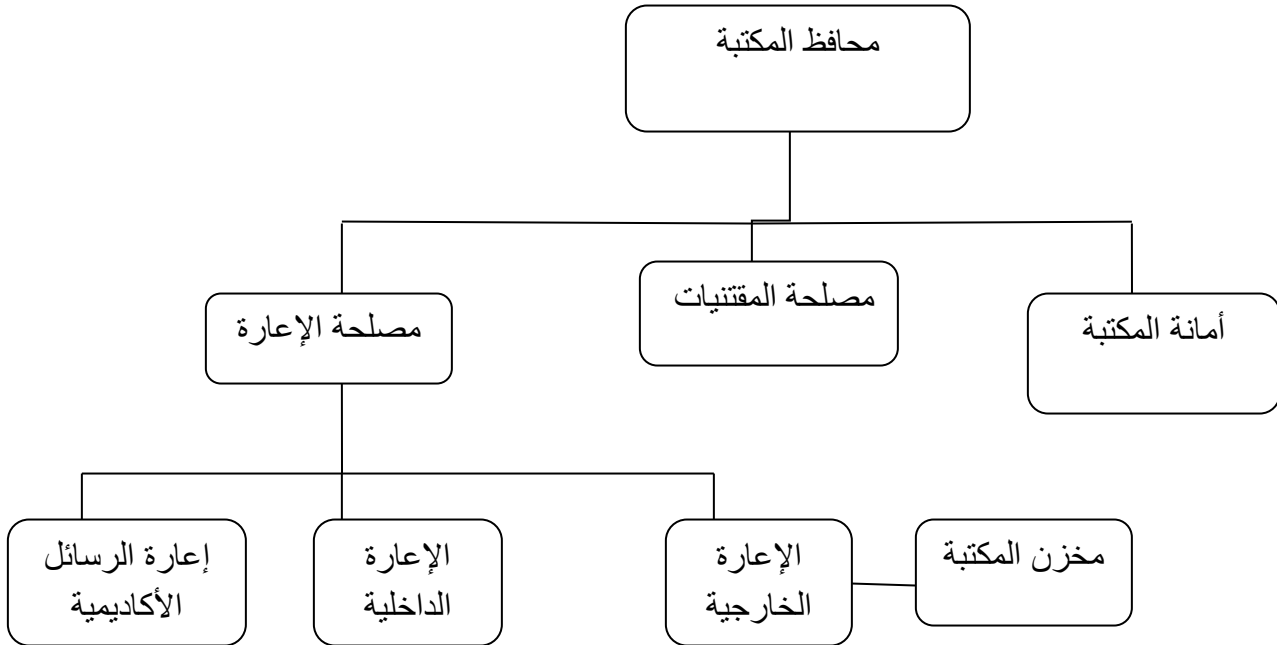 محافظ المكتبة
أمانة المكتبة
مصلحة المقتنيات
مصلحة الإعارة
مخزن المكتبة
الإعارة
الخارجية
الإعارة
الداخلية
إعارة الرسائل
الأكاديمية